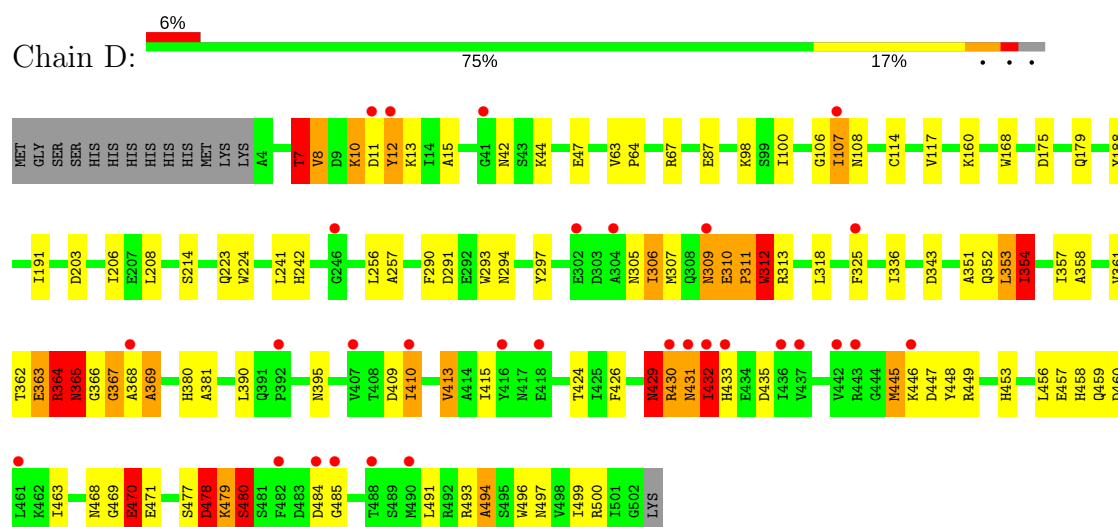 6%
Chain D:
75% 17% • • •
MET GLY SER SER HIS HIS HIS HIS HIS HIS MET LYS LYS A4 T7 V8 D9 K10 D11 Y12 K13 I14 A15 G41 N42 S43 K44 E47 V63 P64 R67 E87 K98 S99 I100 G106 I107 N108 C114 V117 K160 W168 D175 Q179 Y188
I191 D203 I206 E207 L208 S214 Q223 W224 L241 H242 G246 L256 A257 F290 D291 E292 W293 N294 Y297 E302 D303 A304 N305 I306 M307 Q308 N309 E310 P311 W312 R313 L318 F325 I336 D343 A351 Q352 L353 I354 I357 A358 V361
T362 E363 R364 N365 G366 G367 A368 A369 H380 A381 L390 Q391 P392 N395 V407 T408 D409 I410 V413 A414 I415 Y416 N417 E418 T424 I425 F426 N429 R430 N431 I432 H433 E434 D435 I436 V437 V442 R443 G444 M445 K446 D447 Y448 R449 H453 L456 E457 H458 Q459 D460
L461 K462 I463 N468 G469 E470 E471 S477 D478 K479 S480 S481 F482 D483 D484 G485 T488 S489 M490 L491 R492 R493 A494 S495 W496 N497 V498 I499 R500 I501 G502 LYS